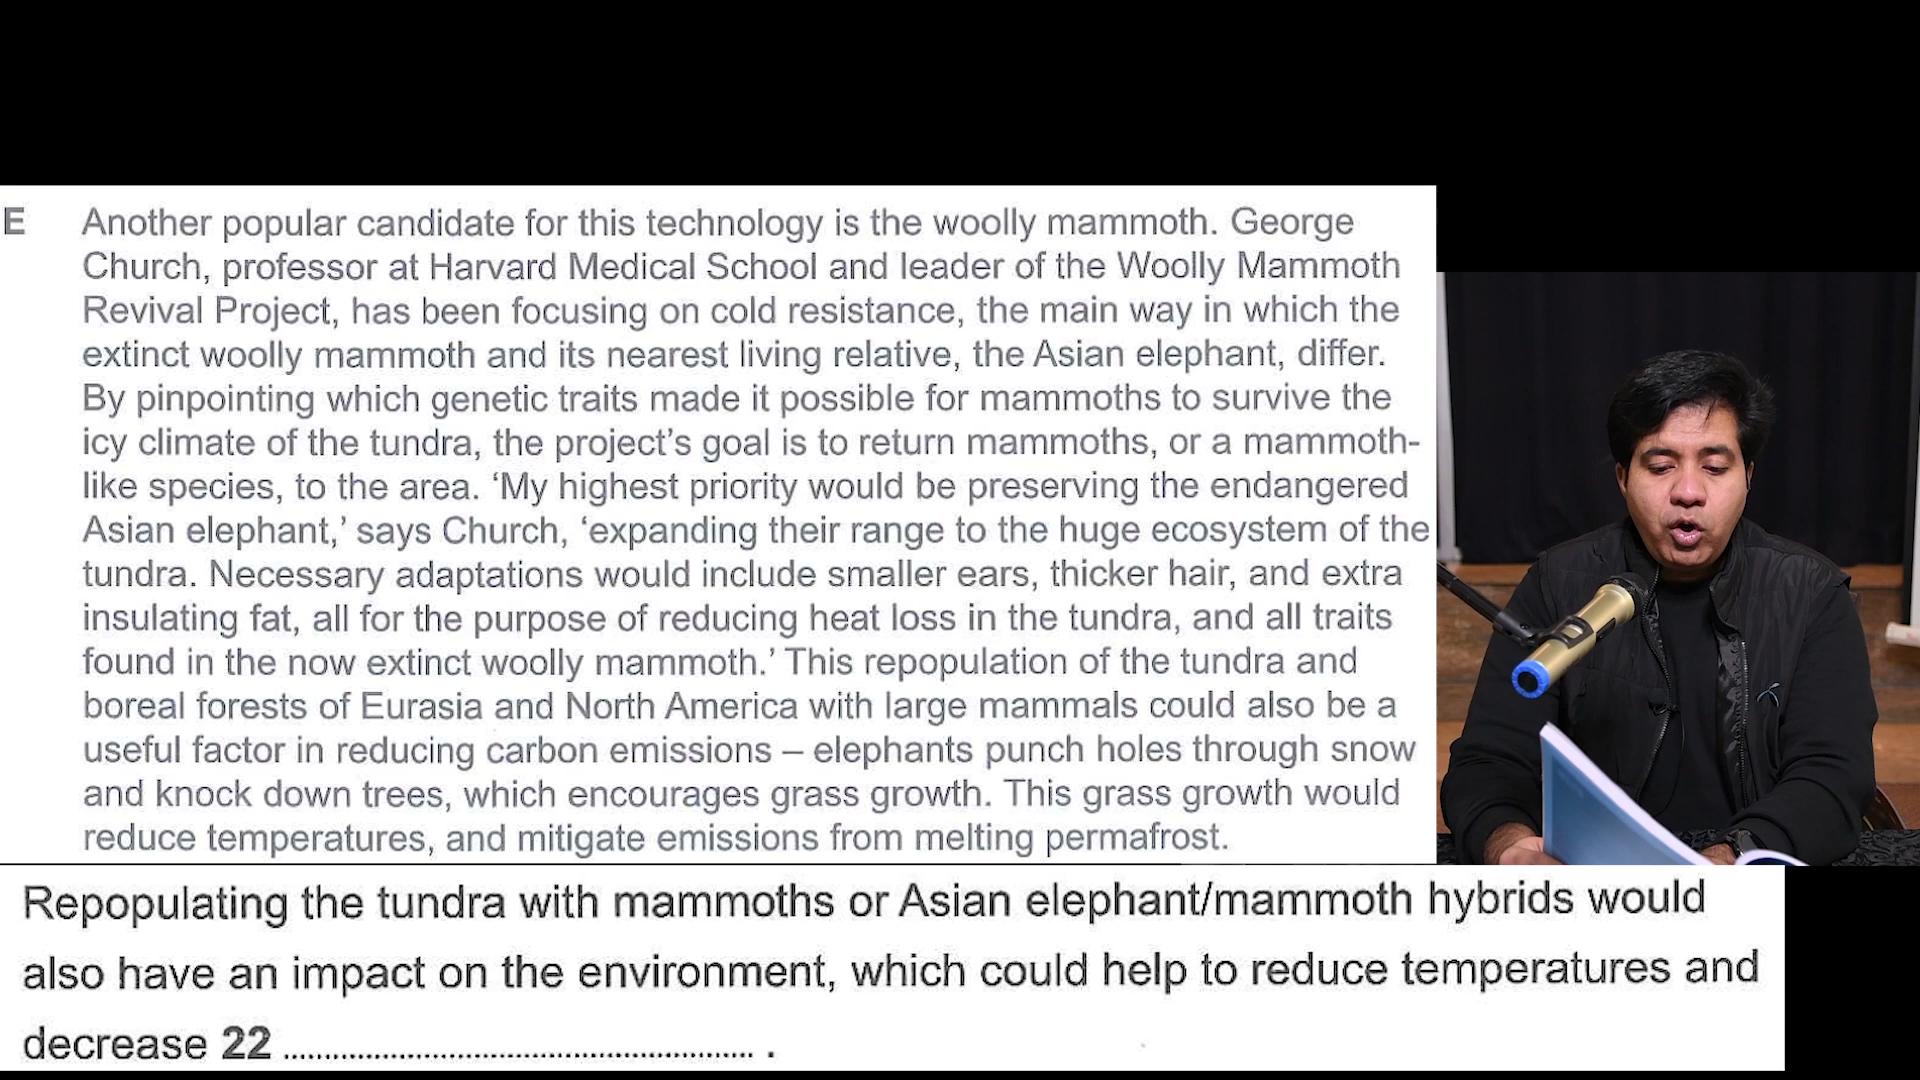 E Another popular candidate for this technology is the woolly mammoth. George
Church, professor at Harvard Medical School and leader of the Woolly Mammoth
Revival Project, has been focusing on cold resistance, the main way in which the
extinct woolly mammoth and its nearest living relative, the Asian elephant, differ.
By pinpointing which genetic traits made it possible for mammoths to survive the
icy climate of the tundra, the project's goal is to return mammoths, or a mammoth-
like species, to the area. ‘My highest priority would be preserving the endangered
Asian elephant,’ says Church, ‘expanding their range to the huge ecosystem of the
tundra. Necessary adaptations would include smaller ears, thicker hair, and extra
insulating fat, all for the purpose of reducing heat loss in the tundra, and all traits
found in the now extinct woolly mammoth.’ This repopulation of the tundra and
boreal forests of Eurasia and North America with large mammals could also be a
useful factor in reducing carbon emissions – elephants punch holes through snow
and knock down trees, which encourages grass growth. This grass growth would
reduce temperatures, and mitigate emissions from melting permafrost.
Repopulating the tundra with mammoths or Asian elephant/mammoth hybrids would
also have an impact on the environment, which could help to reduce temperatures and
decrease 22 .................................................... .